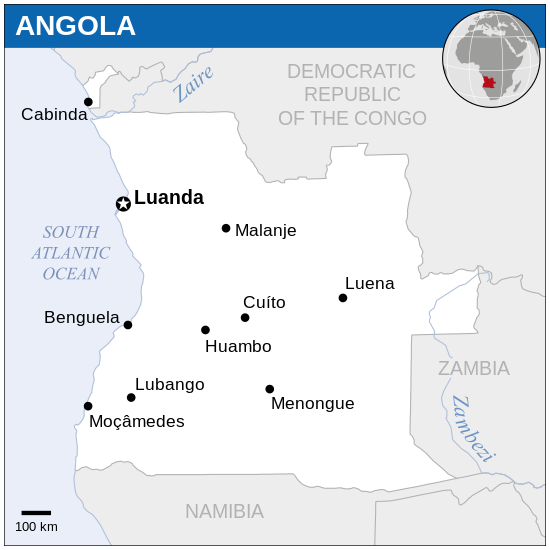 ANGOLA
Zaire
DEMOCRATIC
REPUBLIC
OF THE CONGO
Cabinda
Luanda
SOUTH
ATLANTIC
OCEAN
Malanje
Luena
Cuíto
Benguela
Huambo
ZAMBIA
Lubango
Menongue
Zambezi
Moçâmedes
NAMIBIA
100 km